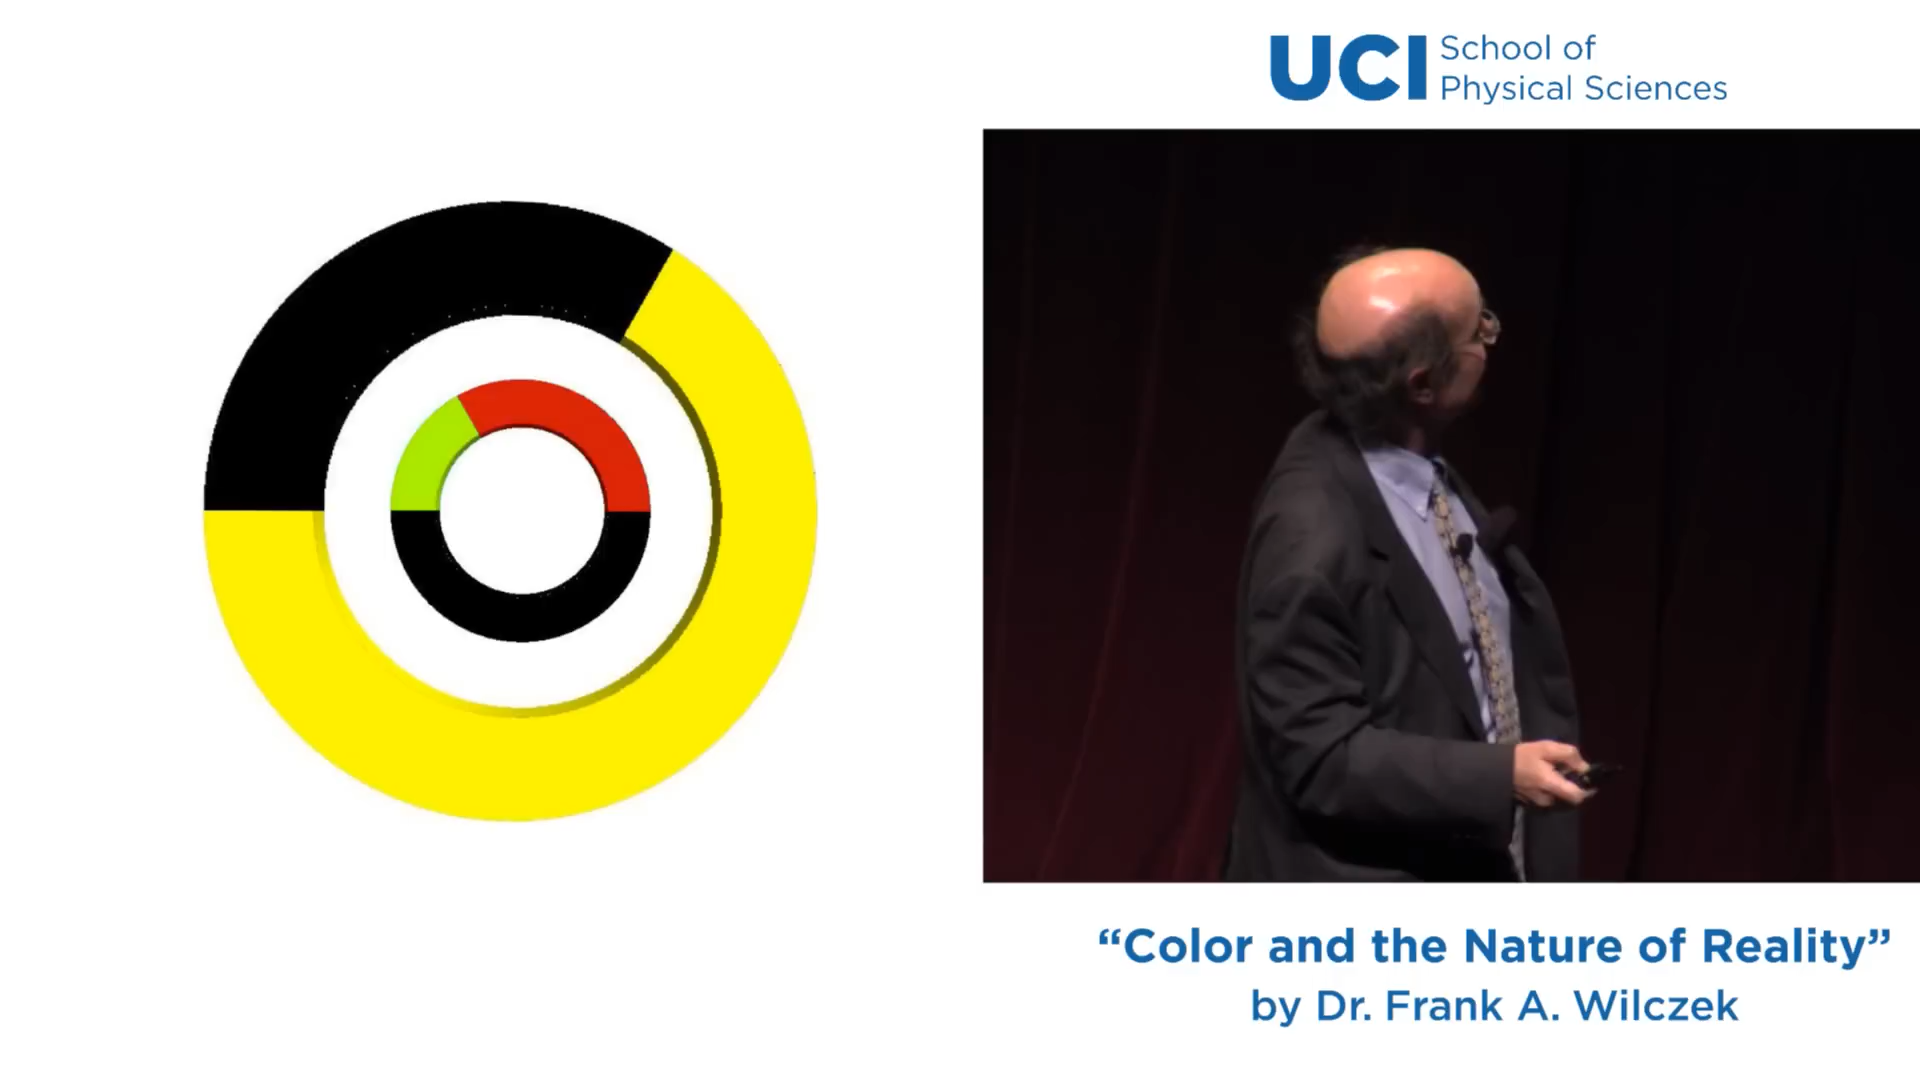 UCI School of
Physical Sciences
“Color and the Nature of Reality”
by Dr. Frank A. Wilczek